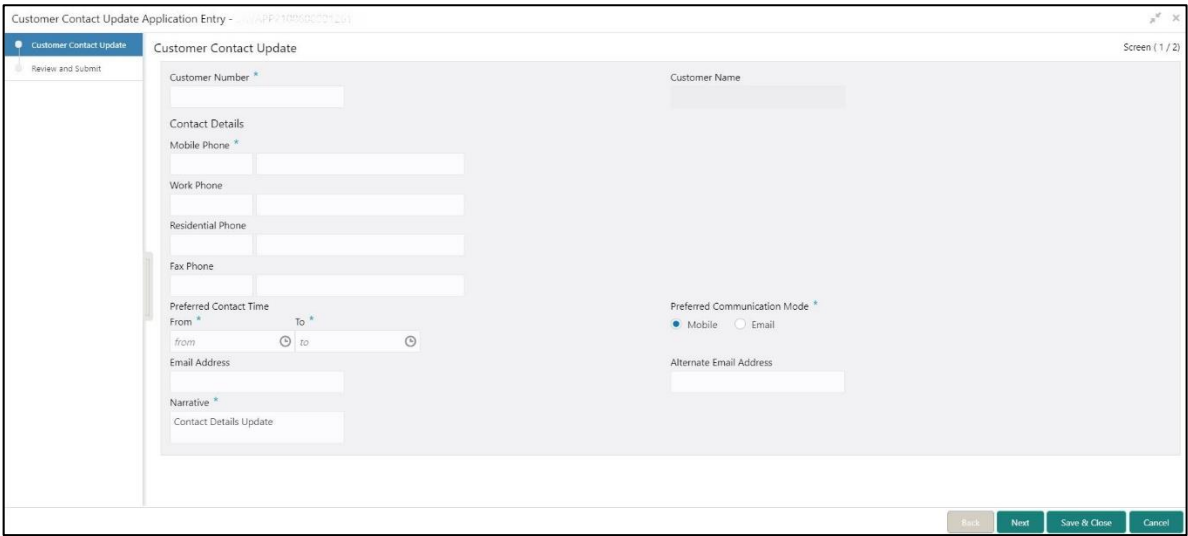 Customer Contact Update Application Entry -
Customer Contact Update
Review and Submit
Customer Contact Update
Screen ( 1 / 2)
Customer Number *
Customer Name
Contact Details
Mobile Phone *
Work Phone
Residential Phone
Fax Phone
Preferred Contact Time
Preferred Communication Mode *
From * To *
Mobile Email
from to
Email Address
Alternate Email Address
Narrative *
Contact Details Update
Back Next Save & Close Cancel